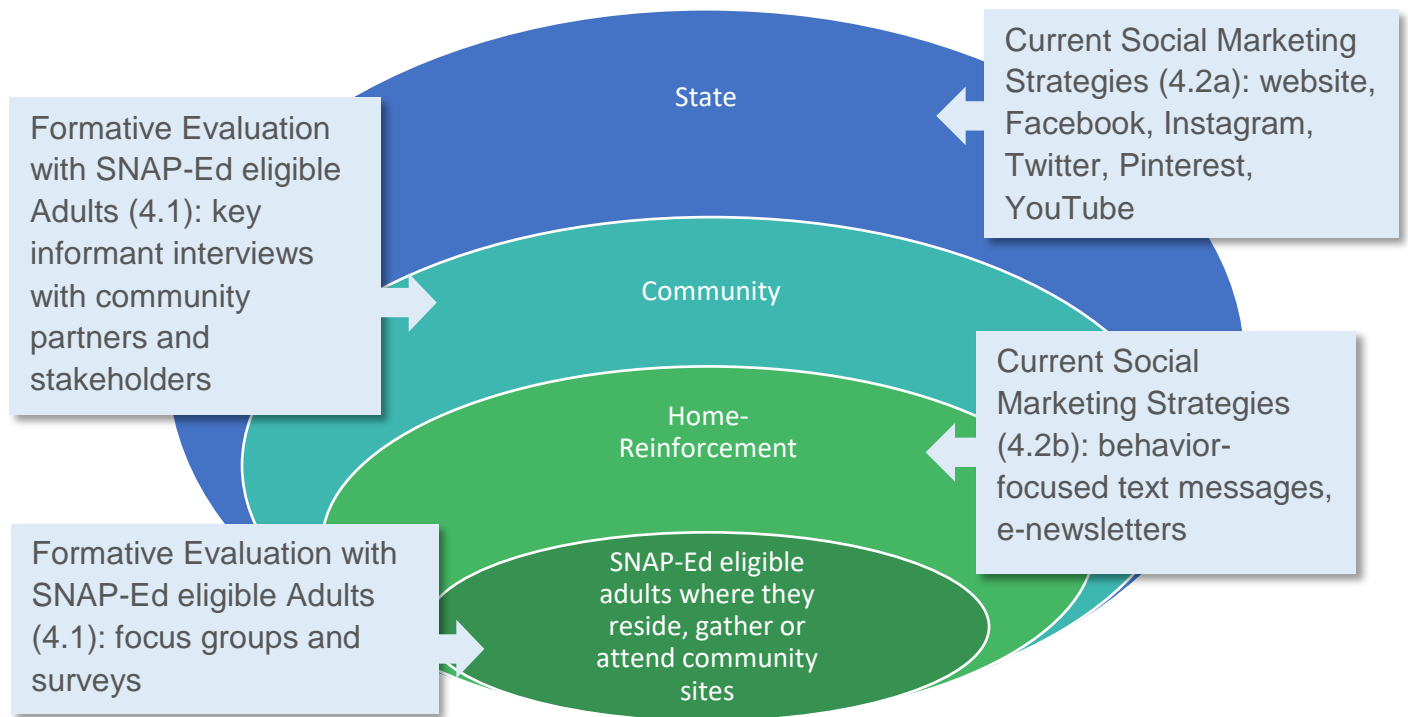 State
Current Social Marketing
Strategies (4.2a): website,
Facebook, Instagram,
Twitter, Pinterest,
YouTube
Formative Evaluation
with SNAP-Ed eligible
Adults (4.1): key
informant interviews
with community
partners and
stakeholders
Community
Home-
Reinforcement
Current Social
Marketing Strategies
(4.2b): behavior-
focused text messages,
e-newsletters
Formative Evaluation with
SNAP-Ed eligible Adults
(4.1): focus groups and
surveys
SNAP-Ed eligible
adults where they
reside, gather or
attend community
sites